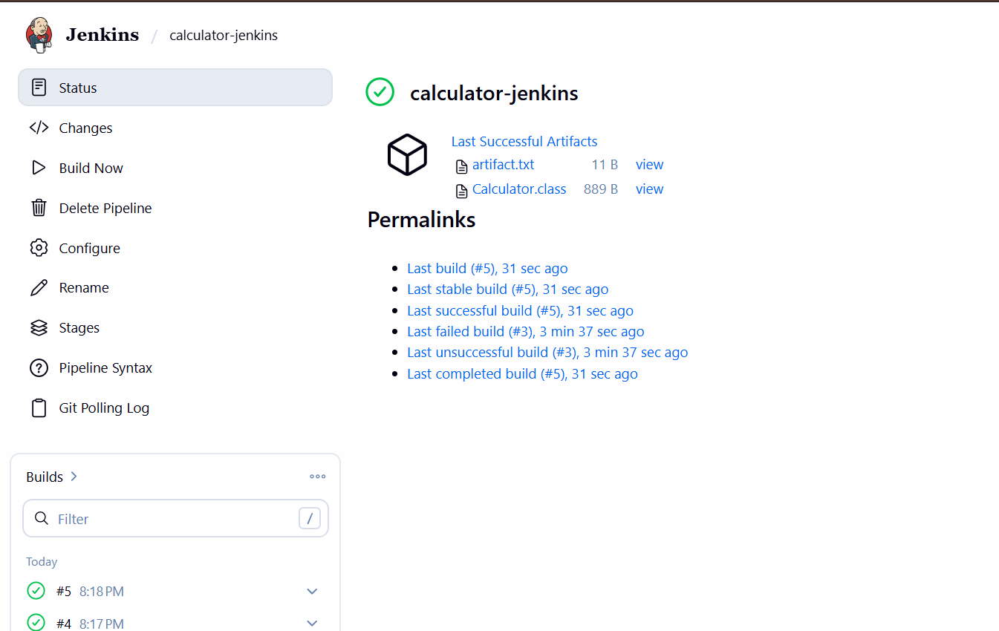 Jenkins / calculator-jenkins
Status
Changes
Build Now
Delete Pipeline
Configure
Rename
Stages
Pipeline Syntax
Git Polling Log
Builds
Filter /
Today
#5 8:18 PM
#4 8:17 PM
calculator-jenkins
Last Successful Artifacts
artifact.txt 11 B view
Calculator.class 889 B view
Permalinks
Last build (#5), 31 sec ago
Last stable build (#5), 31 sec ago
Last successful build (#5), 31 sec ago
Last failed build (#3), 3 min 37 sec ago
Last unsuccessful build (#3), 3 min 37 sec ago
Last completed build (#5), 31 sec ago